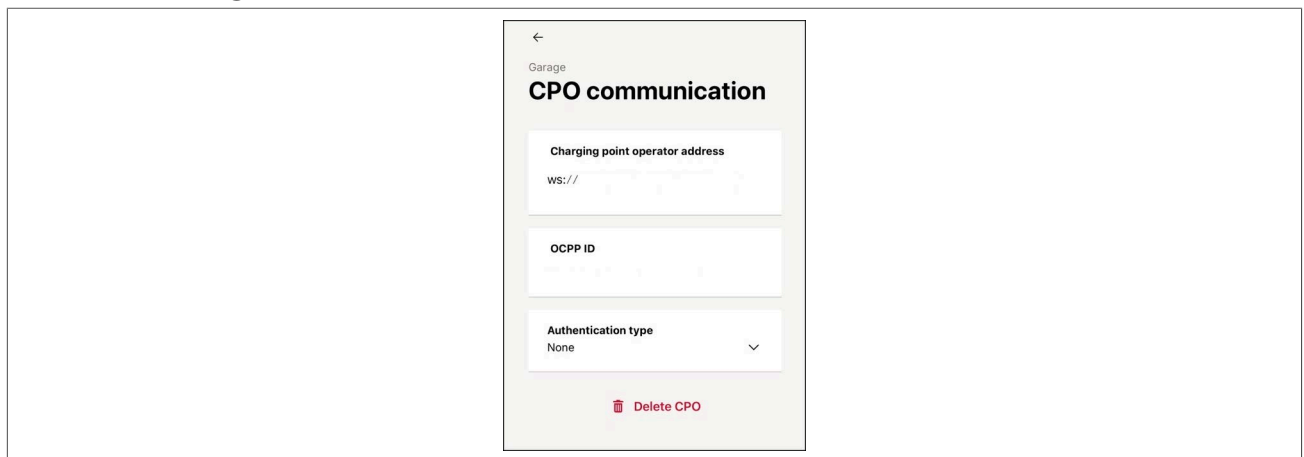 Garage
CPO communication
Charging point operator address
ws://
OCPP ID
Authentication type
None
Delete CPO